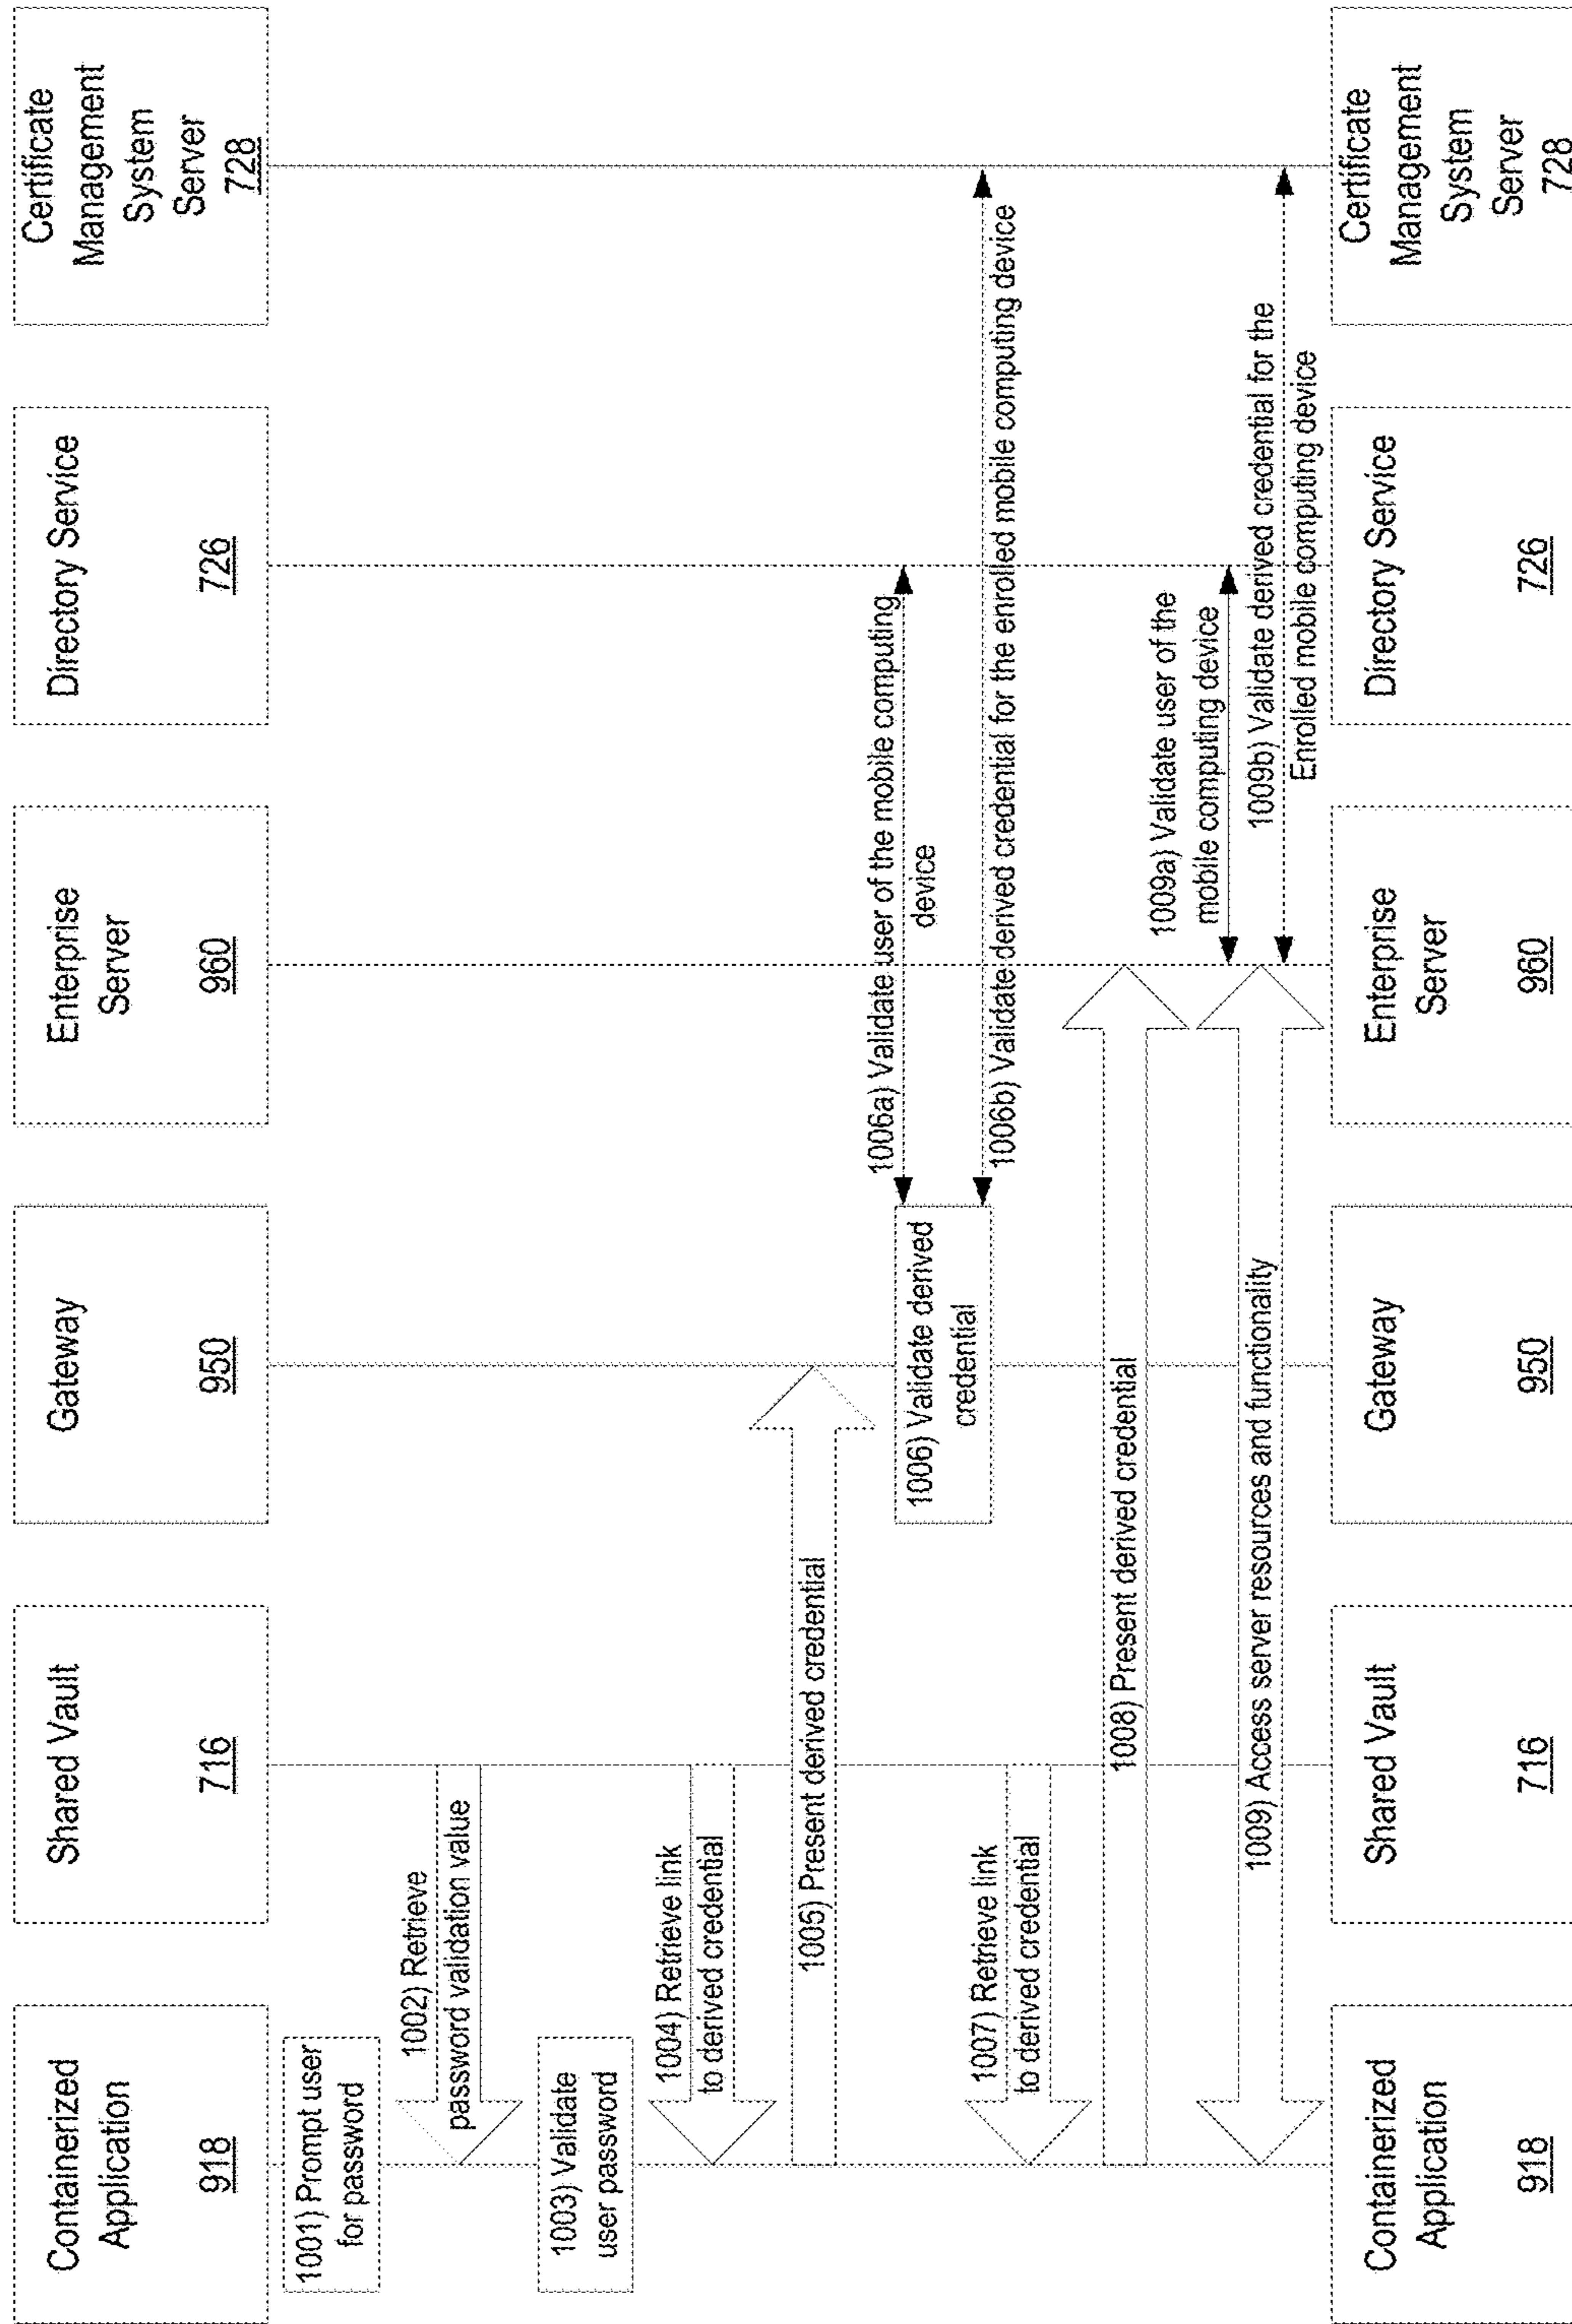 Containerized
Application
918
Shared Vault
716
Gateway
950
Enterprise
Server
960
Directory Service
726
Certificate
Management
System
Server
728
1001) Prompt user
for password
1002) Retrieve
password validation value
1003) Validate
user password
1004) Retrieve link
to derived credential
1005) Present derived credential
1006) Validate derived
credential
1006a) Validate user of the mobile computing
device
1006b) Validate derived credential for the enrolled mobile computing device
1007) Retrieve link
to derived credential
1008) Present derived credential
1009) Access server resources and functionality
1009a) Validate user of the
mobile computing device
1009b) Validate derived credential for the
Enrolled mobile computing device
Containerized
Application
918
Shared Vault
716
Gateway
950
Enterprise
Server
960
Directory Service
726
Certificate
Management
System
Server
728